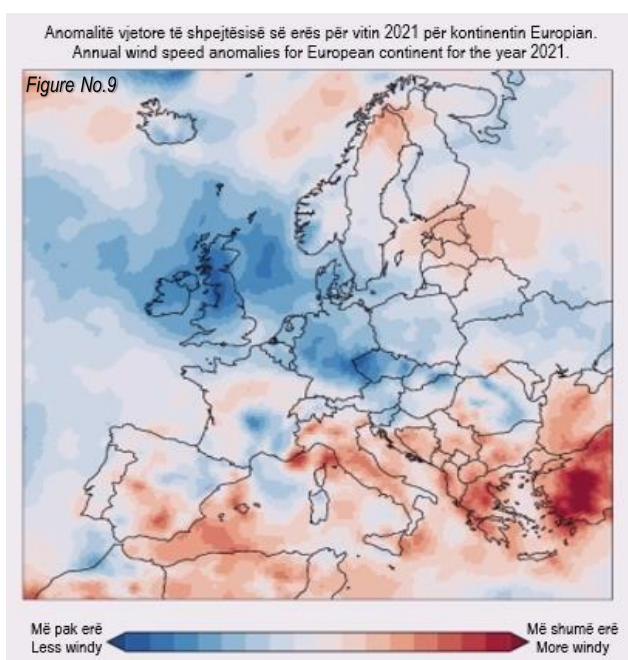 Anomalitë vjetore të shpejtësisë së erës për vitin 2021 për kontinentin Europian.
Annual wind speed anomalies for European continent for the year 2021.
Figure No.9
Më pak erë
Less windy
Më shumë erë
More windy